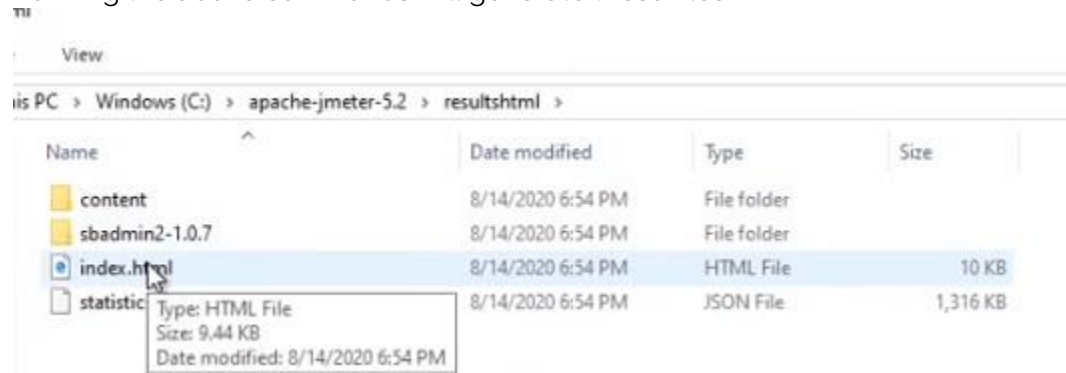 View
is PC > Windows (C:) > apache-jmeter-5.2 > resultshtml >
Name Date modified Type Size
content 8/14/2020 6:54 PM File folder
sbadmin2-1.0.7 8/14/2020 6:54 PM File folder
index.html 8/14/2020 6:54 PM HTML File 10 KB
statistic 8/14/2020 6:54 PM JSON File 1,316 KB
Type: HTML File
Size: 9.44 KB
Date modified: 8/14/2020 6:54 PM